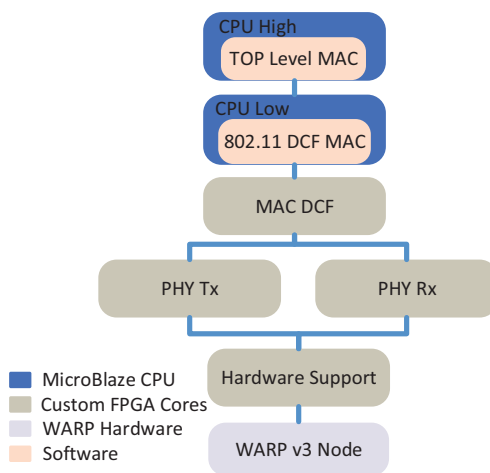 CPU High
TOP Level MAC
CPU Low
802.11 DCF MAC
MAC DCF
PHY Tx
PHY Rx
Hardware Support
WARP v3 Node
MicroBlaze CPU
Custom FPGA Cores
WARP Hardware
Software